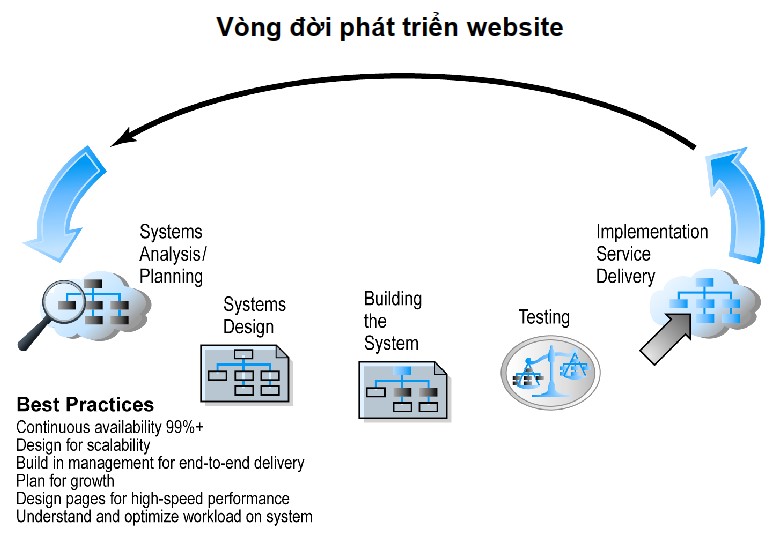 Vòng đời phát triển website
Systems
Analysis/
Planning
Systems
Design
Building
the
System
Testing
Implementation
Service
Delivery
Best Practices
Continuous availability 99%+
Design for scalability
Build in management for end-to-end delivery
Plan for growth
Design pages for high-speed performance
Understand and optimize workload on system